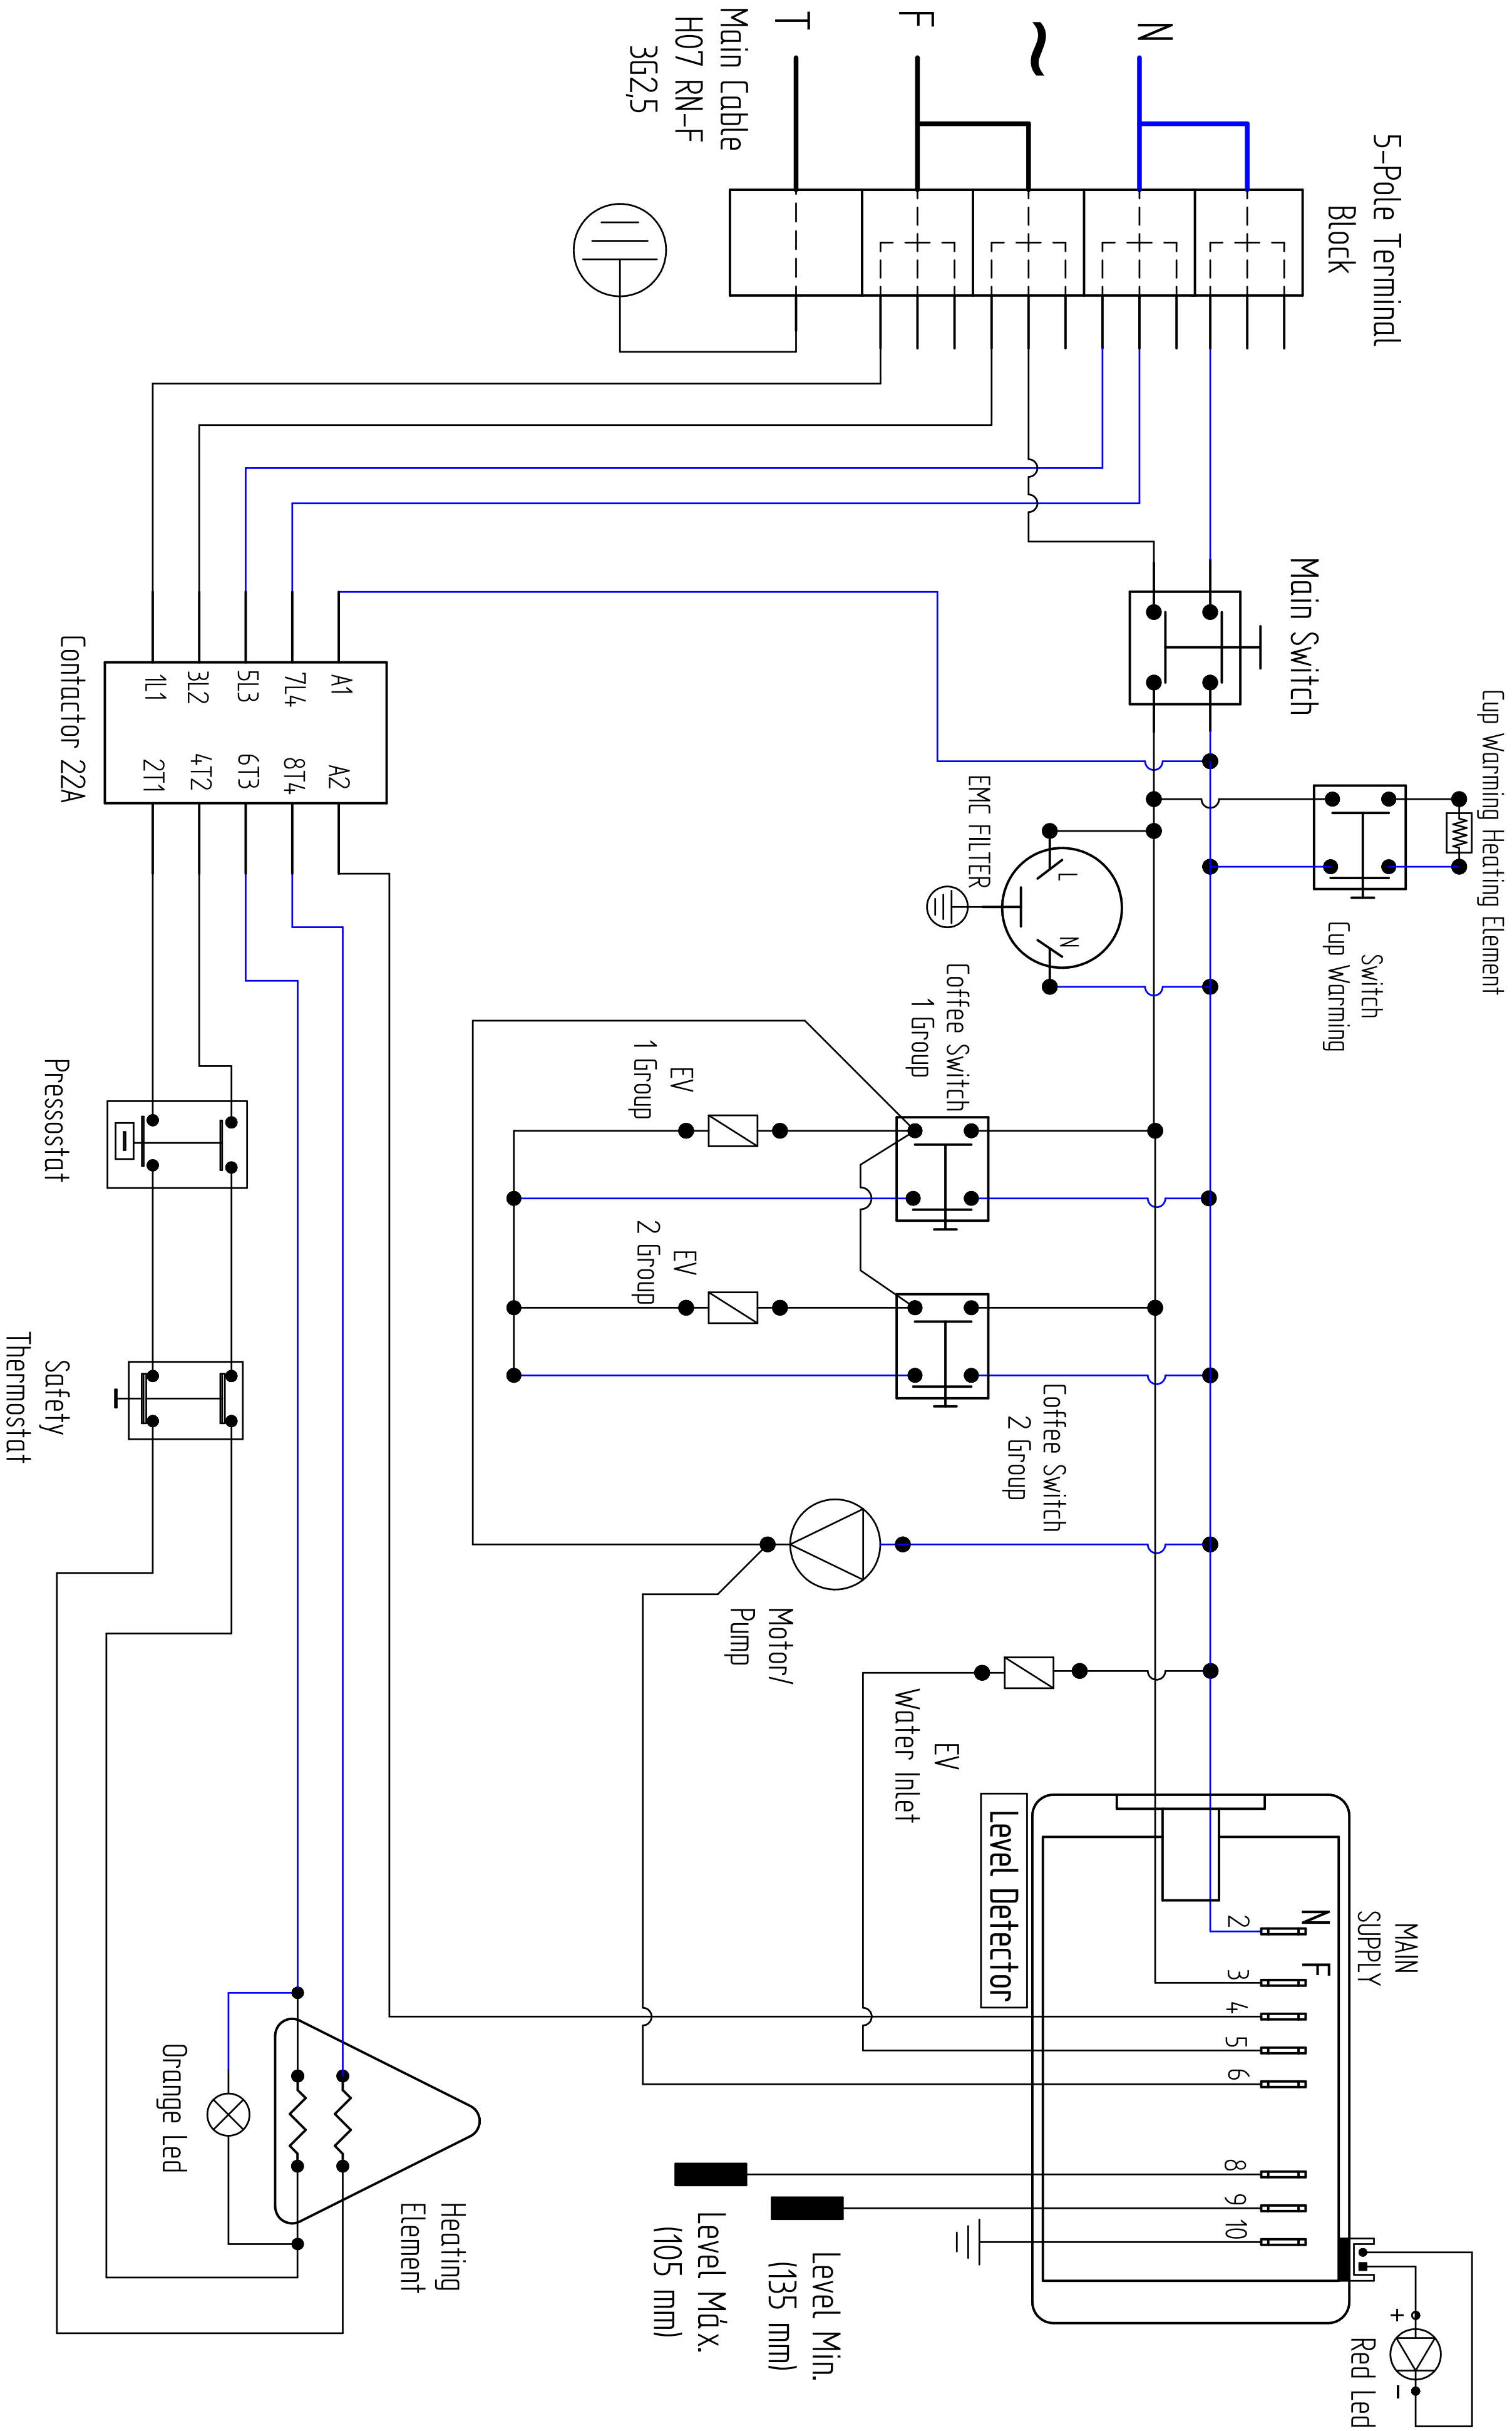 5-Pole Terminal
Block
N
~
F
T
Main Cable
H07 RN-F
3G2,5
Main Switch
Cup Warming Heating Element
Switch
Cup Warming
EMC FILTER
L
N
Contactor 22A
A1
7L4
5L3
3L2
1L1
A2
8T4
6T3
4T2
2T1
Coffee Switch
1 Group
EV
1 Group
EV
2 Group
Coffee Switch
2 Group
Pressostat
Safety
Thermostat
Motor/
Pump
EV
Water Inlet
Level Detector
MAIN
SUPPLY
N
F
2
3
4
5
6
8
9
10
Level Min.
(135 mm)
Level Máx.
(105 mm)
Heating
Element
Orange Led
+
-
Red Led